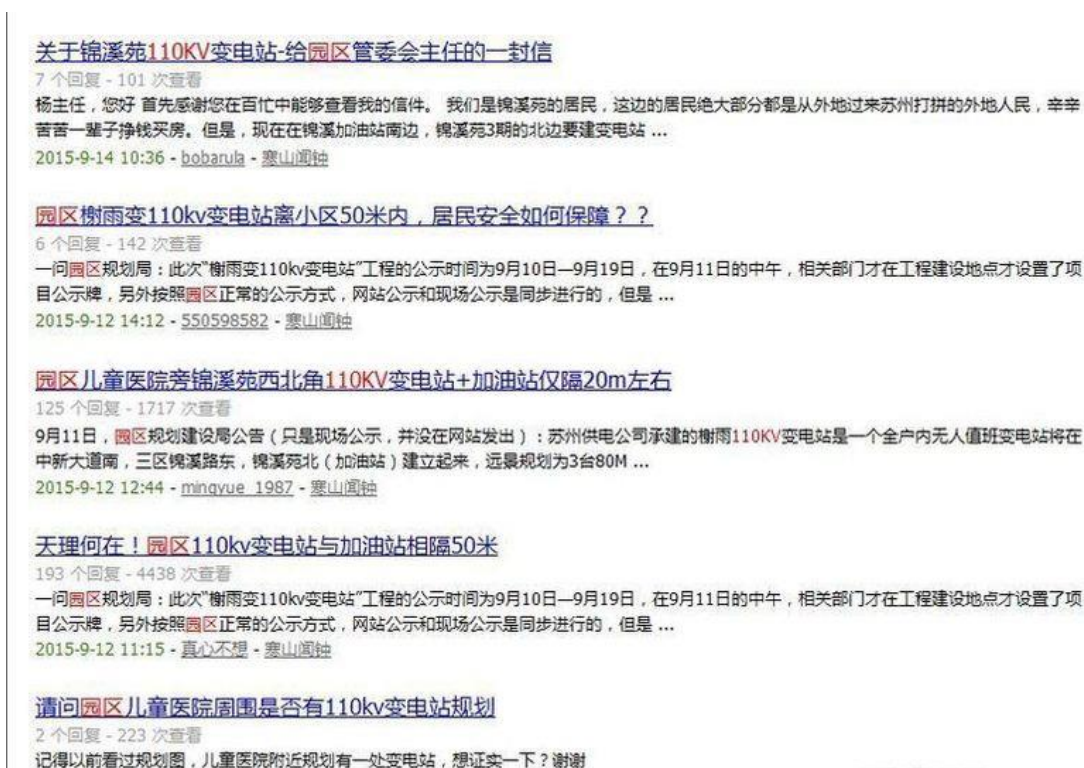 关于锦溪苑110KV变电站-给园区管委会主任的一封信
7 个回复 - 101 次查看
杨主任，您好 首先感谢您在百忙中能够查看我的信件。 我们是锦溪苑的居民，这边的居民绝大部分都是从外地过来苏州打拼的外地人民，辛辛
苦苦一辈子挣钱买房。但是，现在在锦溪加油站南边，锦溪苑3期的北边要建变电站 ...
2015-9-14 10:36 - bobarula - 寒山闻钟
园区榭雨变110kv变电站离小区50米内，居民安全如何保障？？
6 个回复 - 142 次查看
一问园区规划局：此次"榭雨变110kv变电站"工程的公示时间为9月10日—9月19日，在9月11日的中午，相关部门才在工程建设地点才设置了项
目公示牌，另外按照园区正常的公示方式，网站公示和现场公示是同步进行的，但是 ...
2015-9-12 14:12 - 550598582 - 寒山闻钟
园区儿童医院旁锦溪苑西北角110KV变电站+加油站仅隔20m左右
125 个回复 - 1717 次查看
9月11日，园区规划建设局公告（只是现场公示，并没在网站发出）：苏州供电公司承建的榭雨110KV变电站是一个全户内无人值班变电站将在
中新大道南，三区锦溪路东，锦溪苑北（加油站）建立起来，远景规划为3台80M ...
2015-9-12 12:44 - mingyue_1987 - 寒山闻钟
天理何在！园区110kv变电站与加油站相隔50米
193 个回复 - 4438 次查看
一问园区规划局：此次"榭雨变110kv变电站"工程的公示时间为9月10日—9月19日，在9月11日的中午，相关部门才在工程建设地点才设置了项
目公示牌，另外按照园区正常的公示方式，网站公示和现场公示是同步进行的，但是 ...
2015-9-12 11:15 - 真心不想 - 寒山闻钟
请问园区儿童医院周围是否有110kv变电站规划
2 个回复 - 223 次查看
记得以前看过规划图，儿童医院附近规划有一处变电站，想证实一下？谢谢